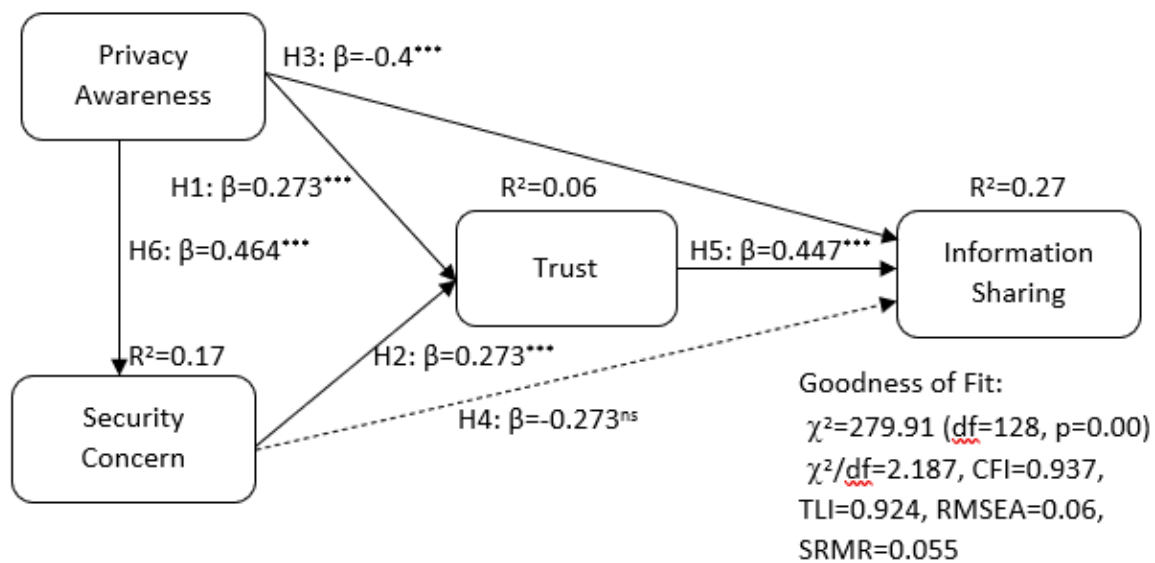 Privacy
Awareness
H3: β=-0.4***
H1: β=0.273***
R²=0.06
R²=0.27
H6: β=0.464***
Trust
H5: β=0.447***
Information
Sharing
R²=0.17
H2: β=0.273***
Security
Concern
H4: β=-0.273ns
Goodness of Fit:
χ²=279.91 (df=128, p=0.00)
χ²/df=2.187, CFI=0.937,
TLI=0.924, RMSEA=0.06,
SRMR=0.055